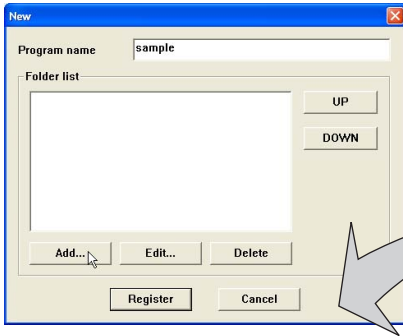 New
Program name sample
Folder list
UP
DOWN
Add... Edit... Delete
Register Cancel